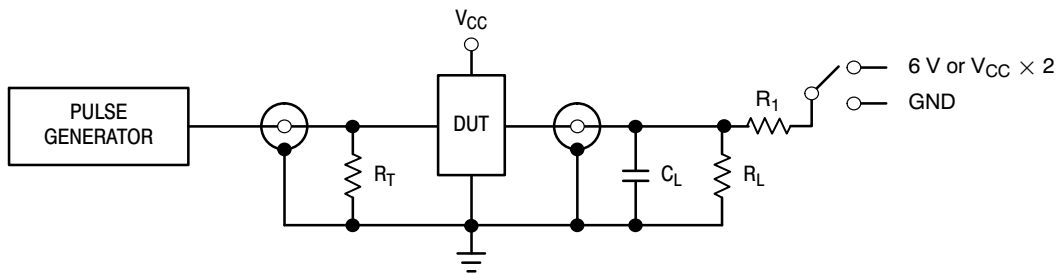 V_CC
6 V or V_CC × 2
GND
R_1
PULSE
GENERATOR
DUT
R_T
C_L
R_L